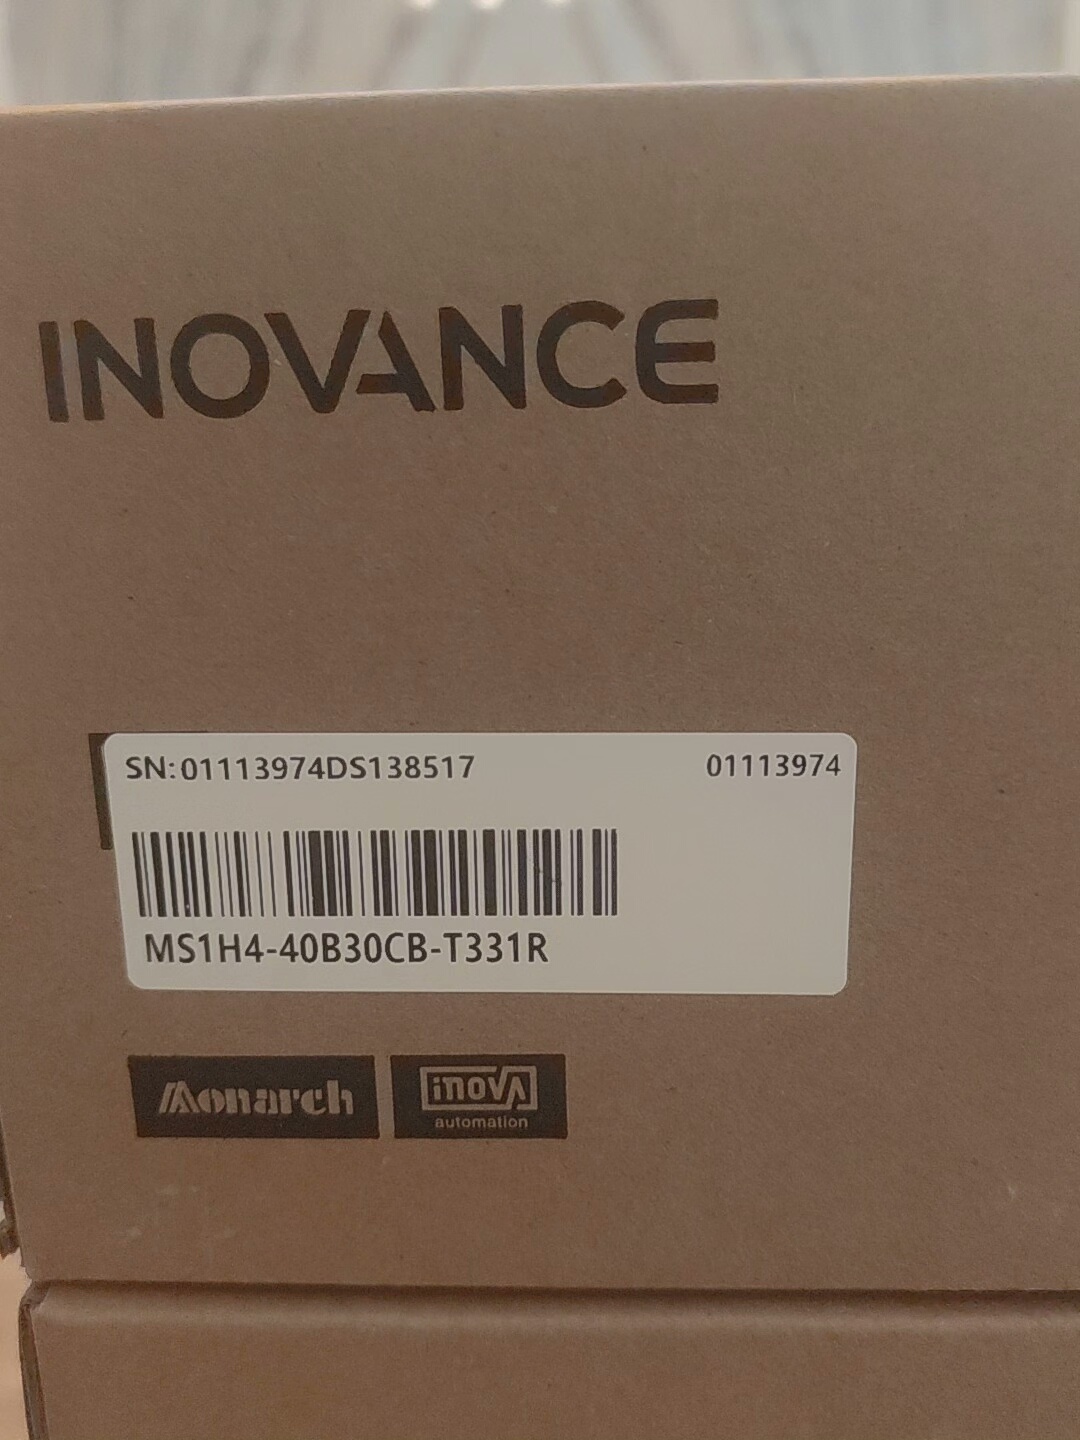 INOVANCE
SN:01113974DS138517 01113974
MS1H4-40B30CB-T331R
Monarch
inovA
automation